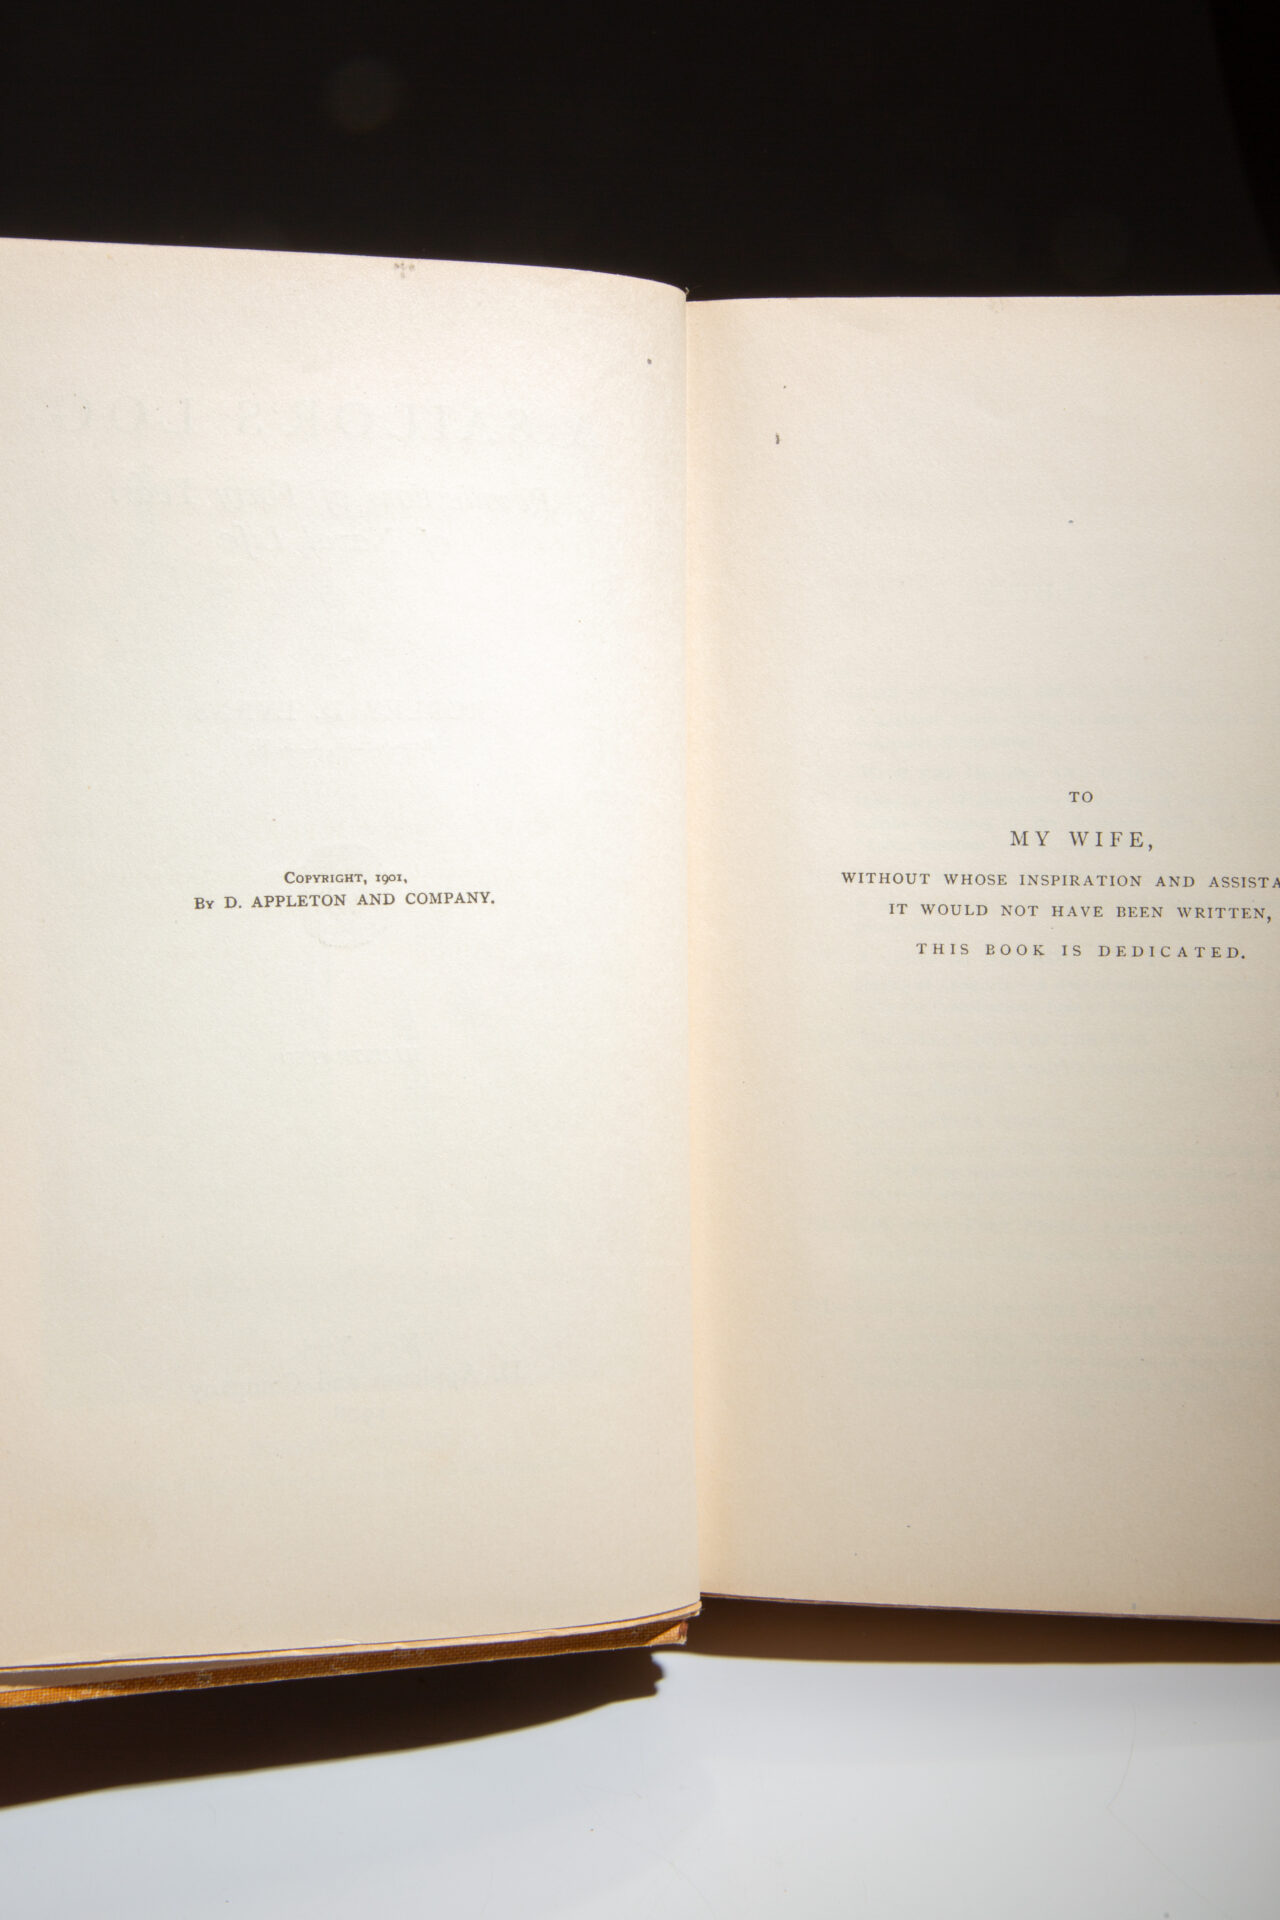 Copyright, 1901,
By D. APPLETON AND COMPANY.
TO
MY WIFE,
WITHOUT WHOSE INSPIRATION AND ASSISTA
IT WOULD NOT HAVE BEEN WRITTEN,
THIS BOOK IS DEDICATED.